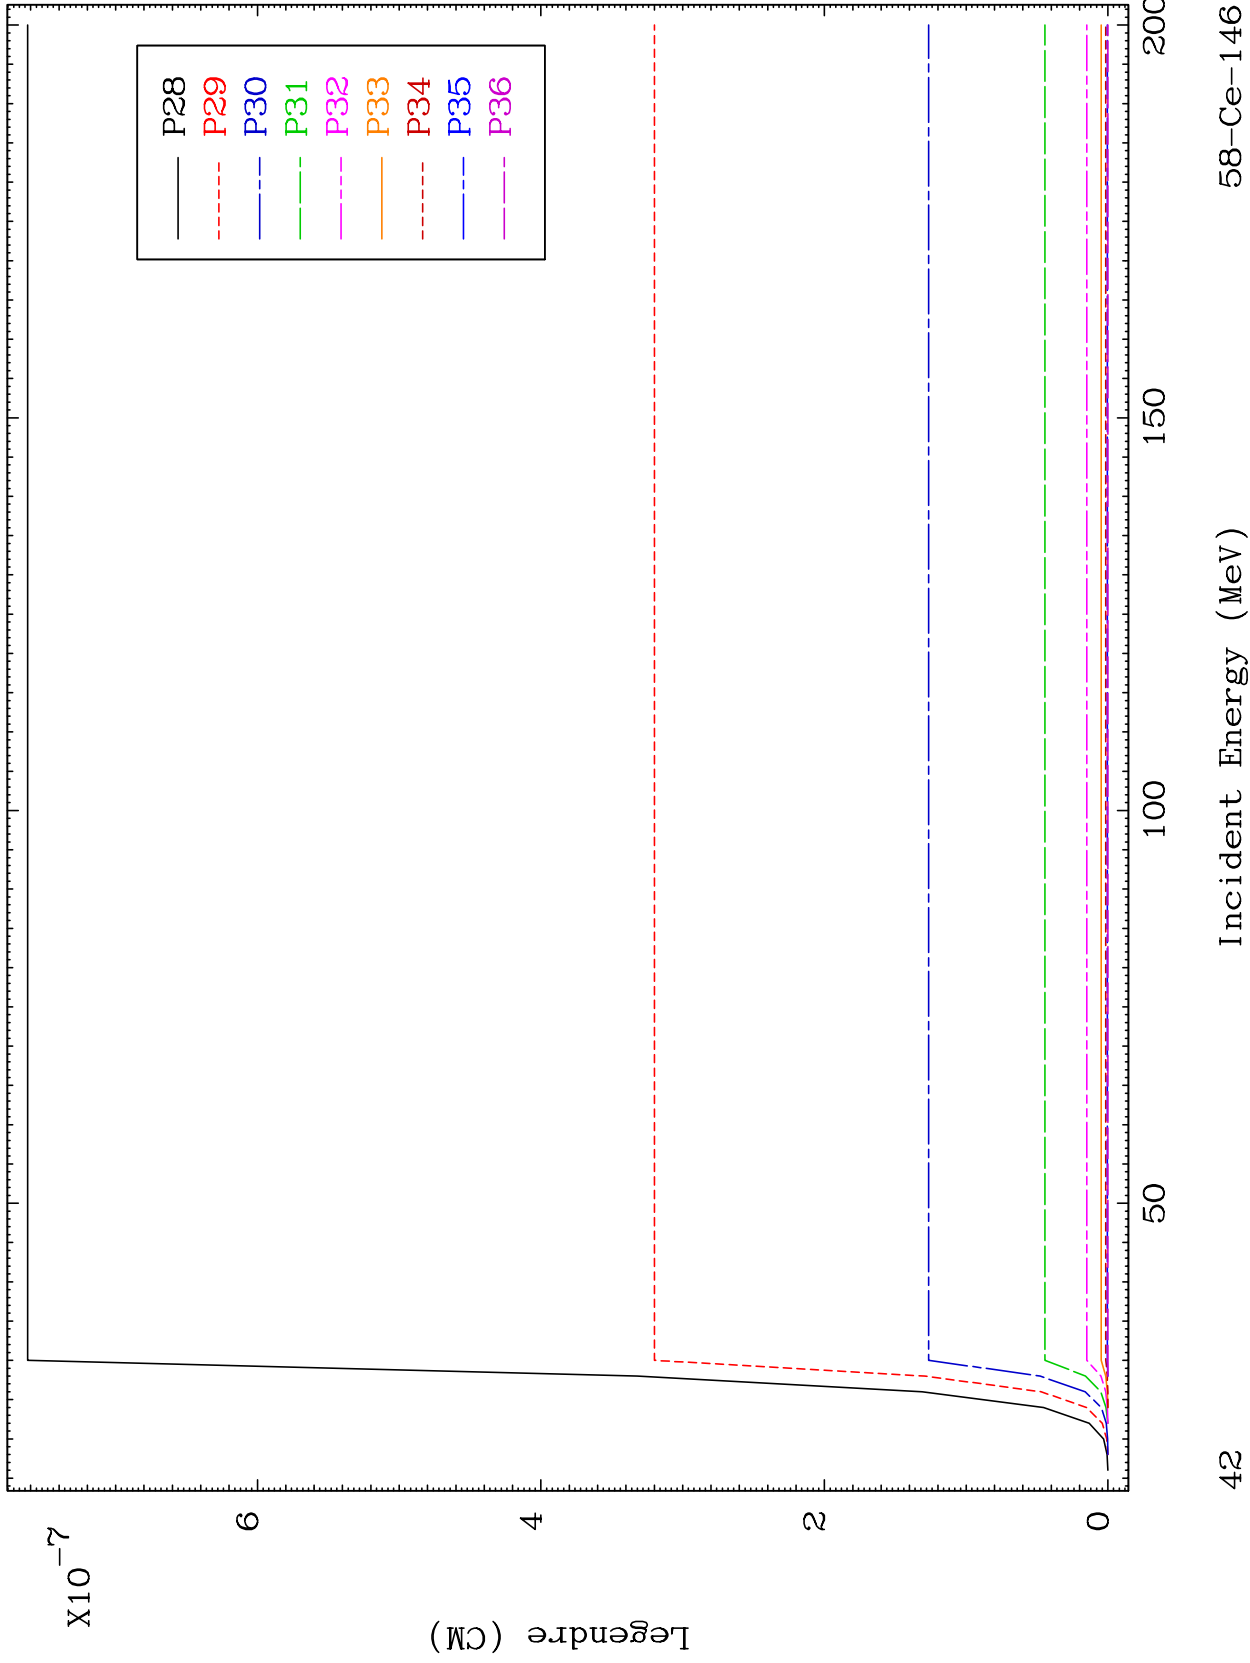 X10-7
Legendre (CM)
6
4
2
0
P28
P29
P30
P31
P32
P33
P34
P35
P36
50
100
150
200
Incident Energy (MeV)
42
58-Ce-146